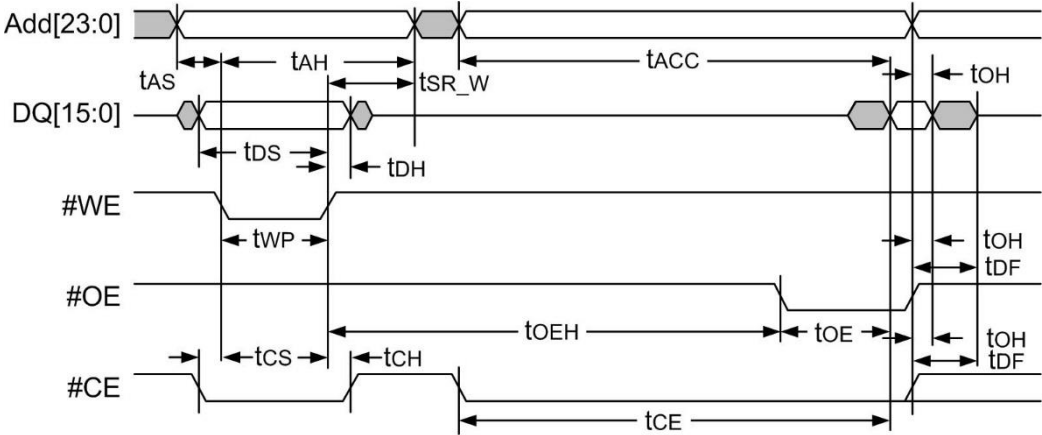 Add[23:0]
tAS tAH tACC tOH
tSR_W
DQ[15:0]
tDS tDH
#WE
tWP tOH
tDF
#OE
tOEH tOE tOH
tCS tCH tDF
#CE
tCE